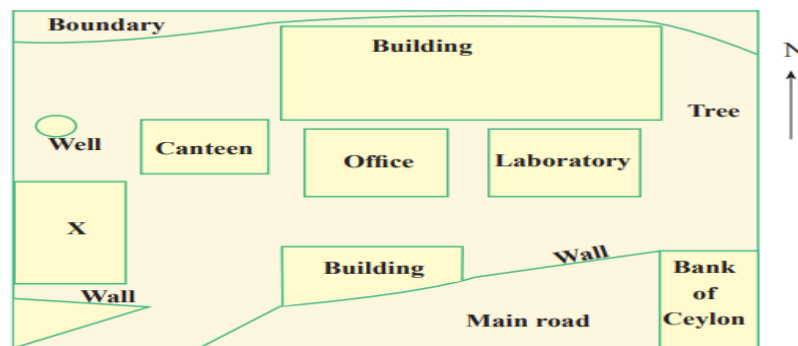 Boundary
Building
N
Tree
Well
Canteen
Office
Laboratory
X
Building
Wall
Bank
of
Ceylon
Wall
Main road